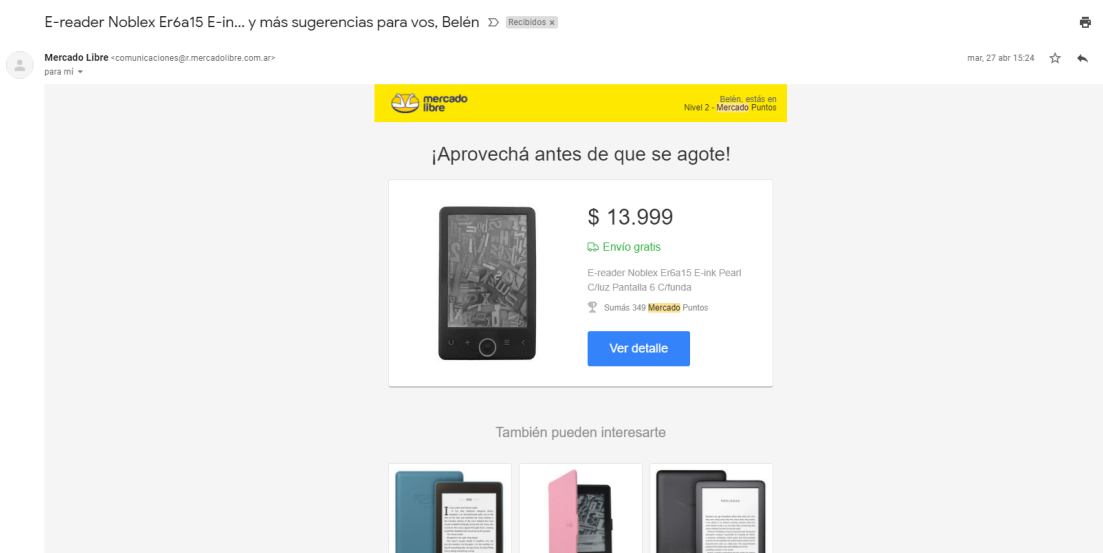 E-reader Noblex Er6a15 E-in... y más sugerencias para vos, Belén Recibidos x
Mercado Libre <comunicaciones@r.mercadolibre.com.ar>
mar, 27 abr 15:24
para mí
mercado
libre
Belén, estás en
Nivel 2 - Mercado Puntos
¡Aprovechá antes de que se agote!
$ 13.999
Envío gratis
E-reader Noblex Er6a15 E-ink Pearl
C/luz Pantalla 6 C/funda
Sumás 349 Mercado Puntos
Ver detalle
También pueden interesarte